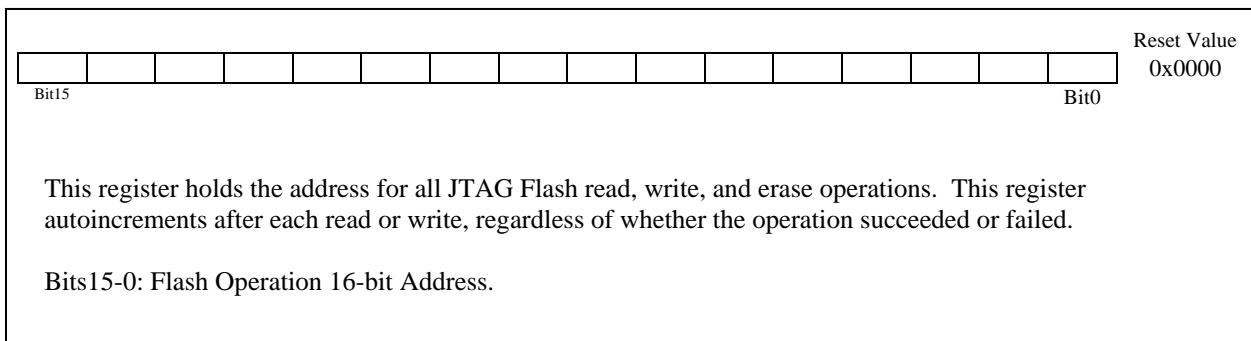 Reset Value
0x0000
Bit15
Bit0
This register holds the address for all JTAG Flash read, write, and erase operations.  This register
autoincrements after each read or write, regardless of whether the operation succeeded or failed.
Bits15-0: Flash Operation 16-bit Address.